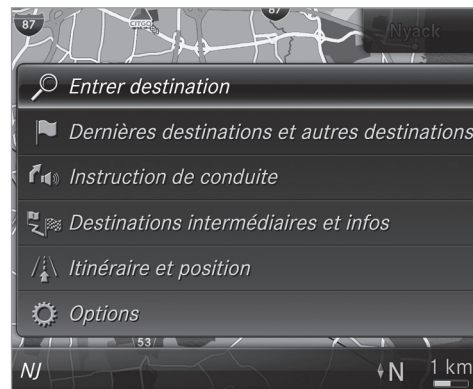 87
CITGO
87
Nyack
Entrer destination
Dernières destinations et autres destinations
Instruction de conduite
Destinations intermédiaires et infos
Itinéraire et position
Options
53
NJ
N
1 km